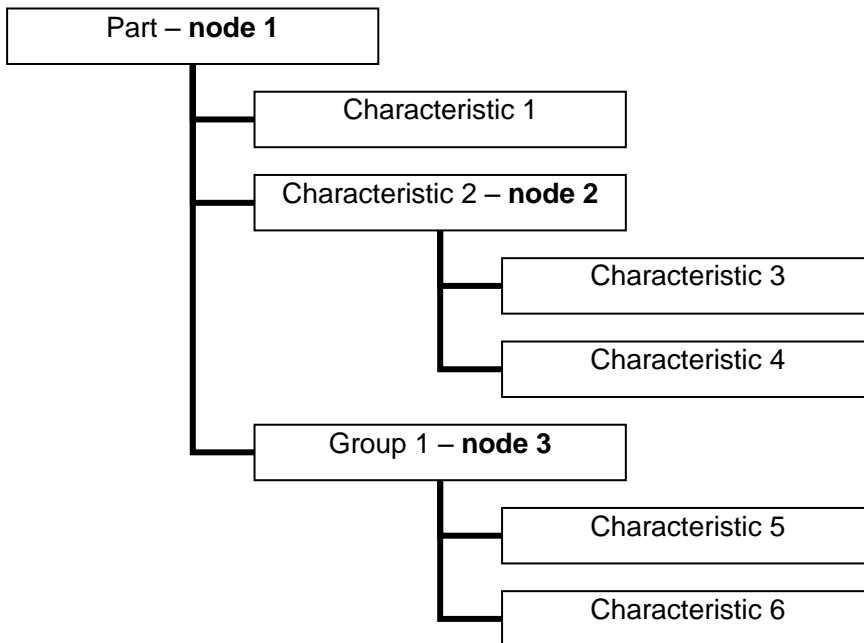 Part – node 1
Characteristic 1
Characteristic 2 – node 2
Characteristic 3
Characteristic 4
Group 1 – node 3
Characteristic 5
Characteristic 6